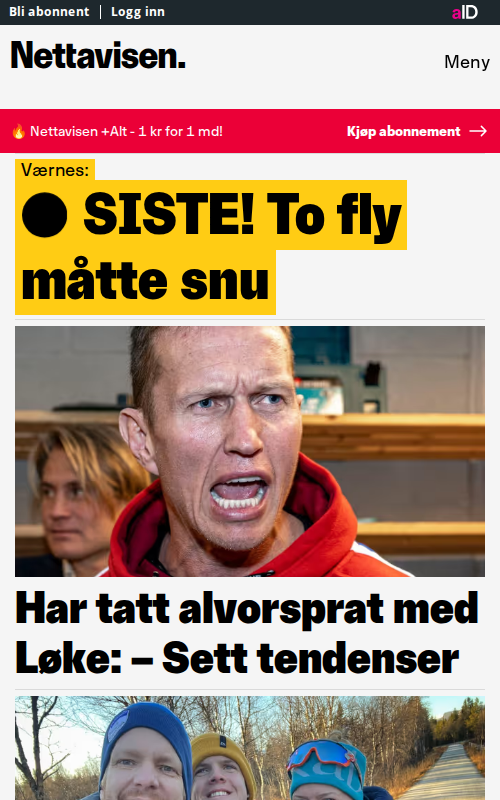 Bli abonnent | Logg inn
aID
Nettavisen.
Meny
🔥 Nettavisen +Alt - 1 kr for 1 md!
Kjøp abonnement →
Værnes:
● SISTE! To fly
måtte snu
Har tatt alvorsprat med
Løke: – Sett tendenser